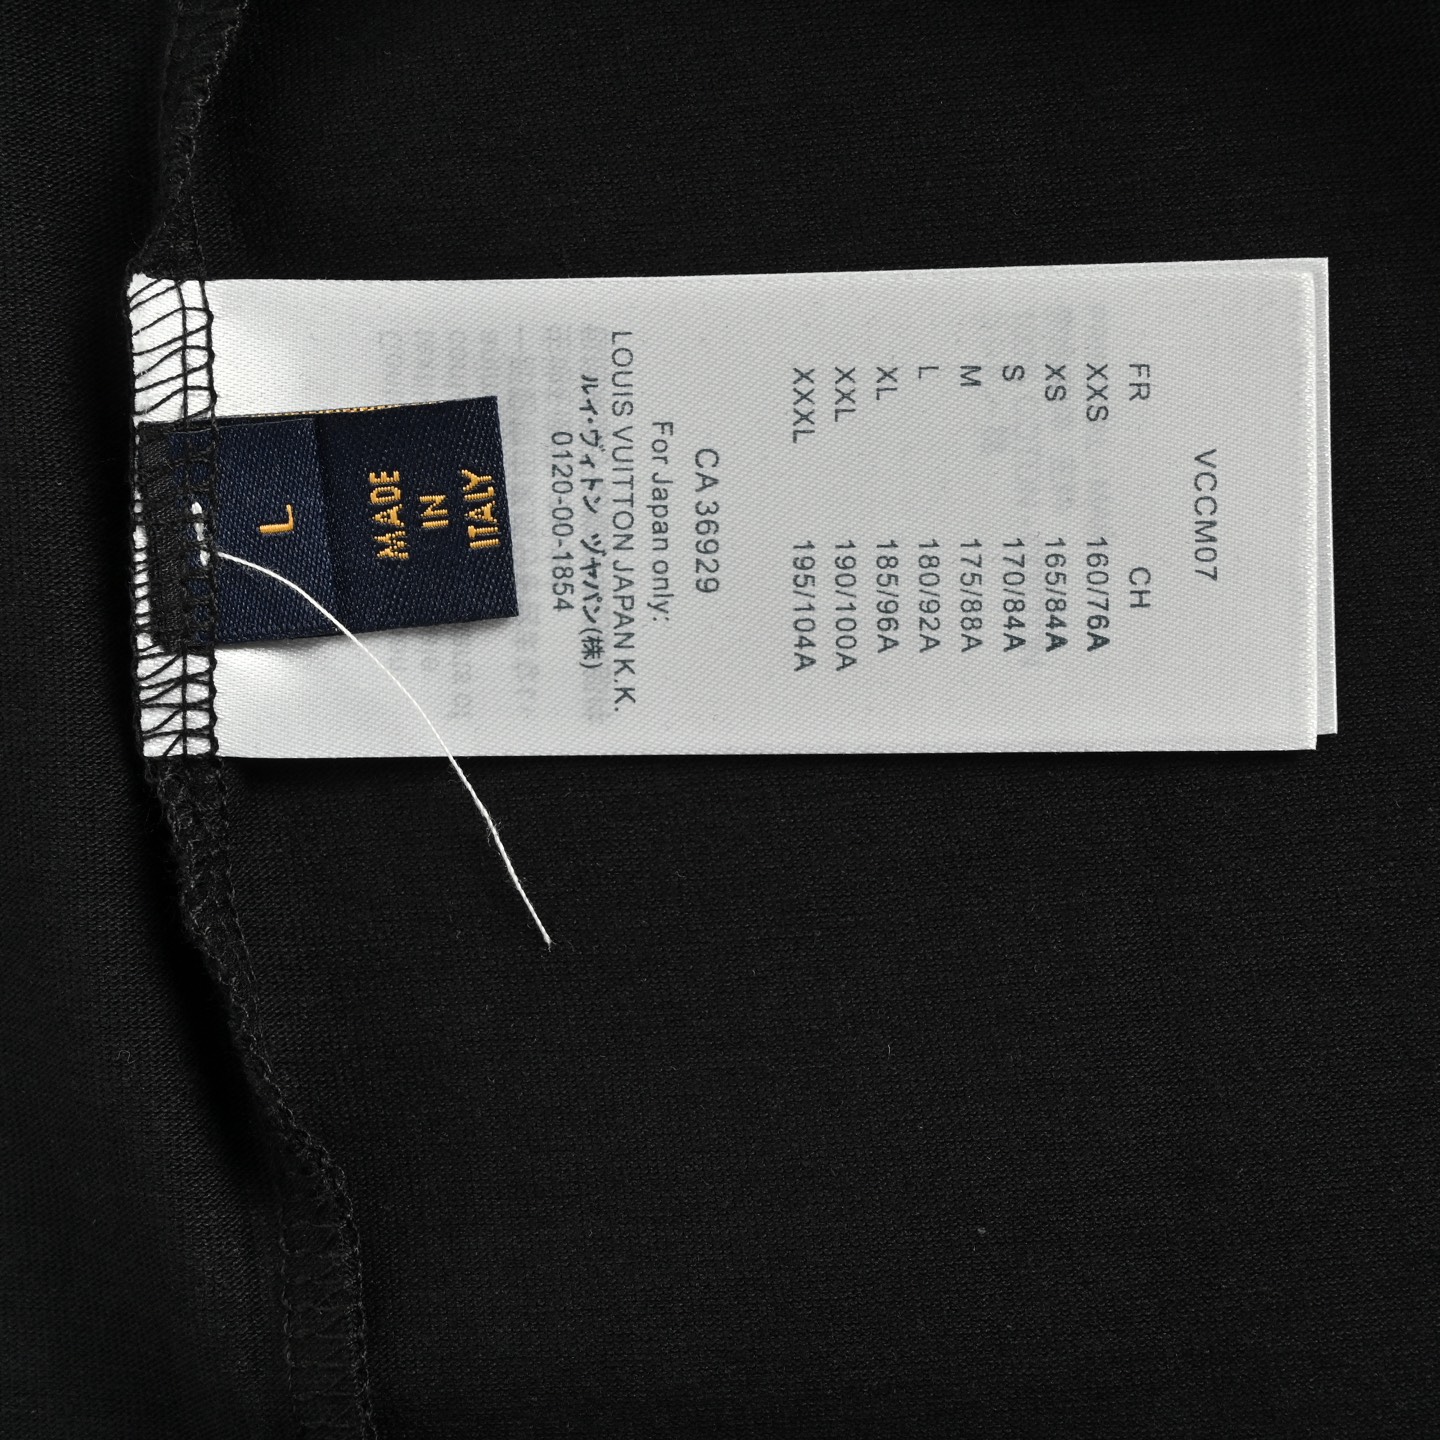 VCCM07
FR CH
XXS 160/76A
XS 165/84A
S 170/84A
M 175/88A
L 180/92A
XL 185/96A
XXL 190/100A
XXXL 195/104A
CA 36929
For Japan only:
LOUIS VUITTON JAPAN K.K.
ルイ・ヴィトン ヅャパン(株)
0120-00-1854
L
MADE
IN
ITALY